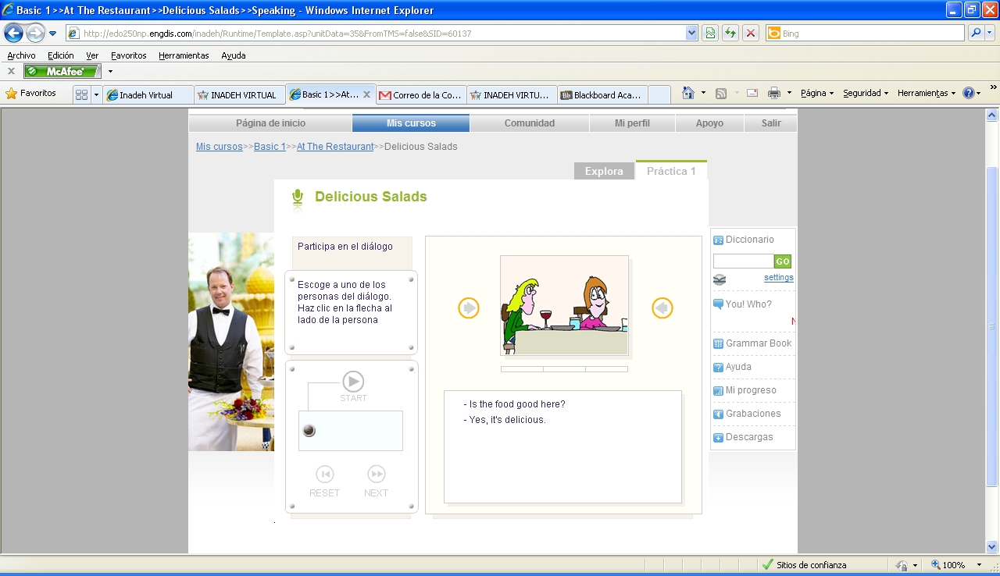 Basic 1>>At The Restaurant>>Delicious Salads>>Speaking - Windows Internet Explorer
http://edo250np.engdis.com/inadeh/Runtime/Template.asp?unitData=35&FromTMS=false&SID=60137
Bing
Archivo Edición Ver Favoritos Herramientas Ayuda
X McAfee
Favoritos
Inadeh Virtual
INADEH VIRTUAL
Basic 1>>At...
Correo de la Co...
INADEH VIRTU...
Bb Blackboard Aca...
Página Seguridad Herramientas
Página de inicio Mis cursos Comunidad Mi perfil Apoyo Salir
Mis cursos>>Basic 1>>At The Restaurant>>Delicious Salads
Explora Práctica 1
Delicious Salads
Participa en el diálogo
Escoge a uno de los
personas del diálogo.
Haz clic en la flecha al
lado de la persona
START
RESET NEXT
- Is the food good here?
- Yes, it's delicious.
Diccionario
GO
settings
You! Who?
N
Grammar Book
Ayuda
Mi progreso
Grabaciones
Descargas
Sitios de confianza
100%